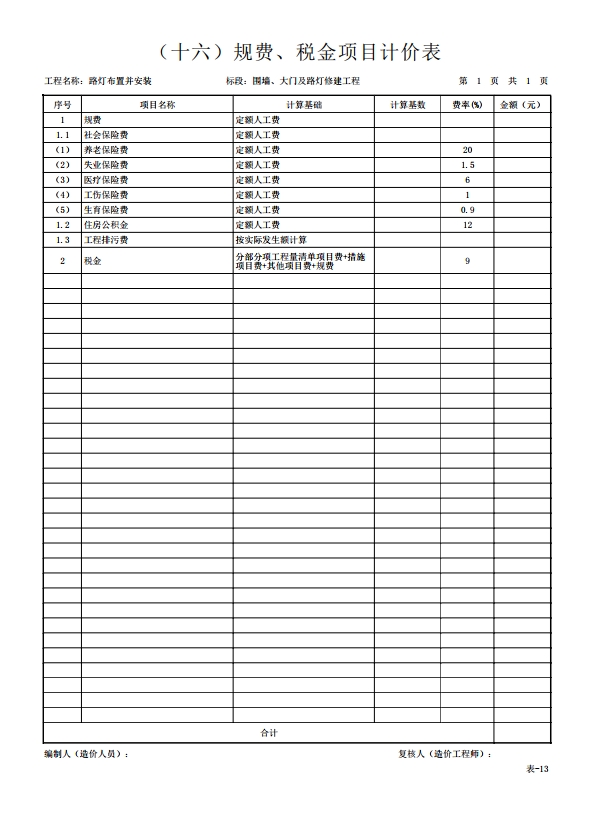 （十六）规费、税金项目计价表
工程名称：路灯布置并安装 标段：围墙、大门及路灯修建工程 第 1 页 共 1 页
序号 项目名称 计算基础 计算基数 费率(%) 金额（元）
1 规费 定额人工费
1.1 社会保险费 定额人工费
（1） 养老保险费 定额人工费 20
（2） 失业保险费 定额人工费 1.5
（3） 医疗保险费 定额人工费 6
（4） 工伤保险费 定额人工费 1
（5） 生育保险费 定额人工费 0.9
1.2 住房公积金 定额人工费 12
1.3 工程排污费 按实际发生额计算
2 税金 分部分项工程量清单项目费+措施 9
项目费+其他项目费+规费
合计
编制人（造价人员）： 复核人（造价工程师）：
表-13